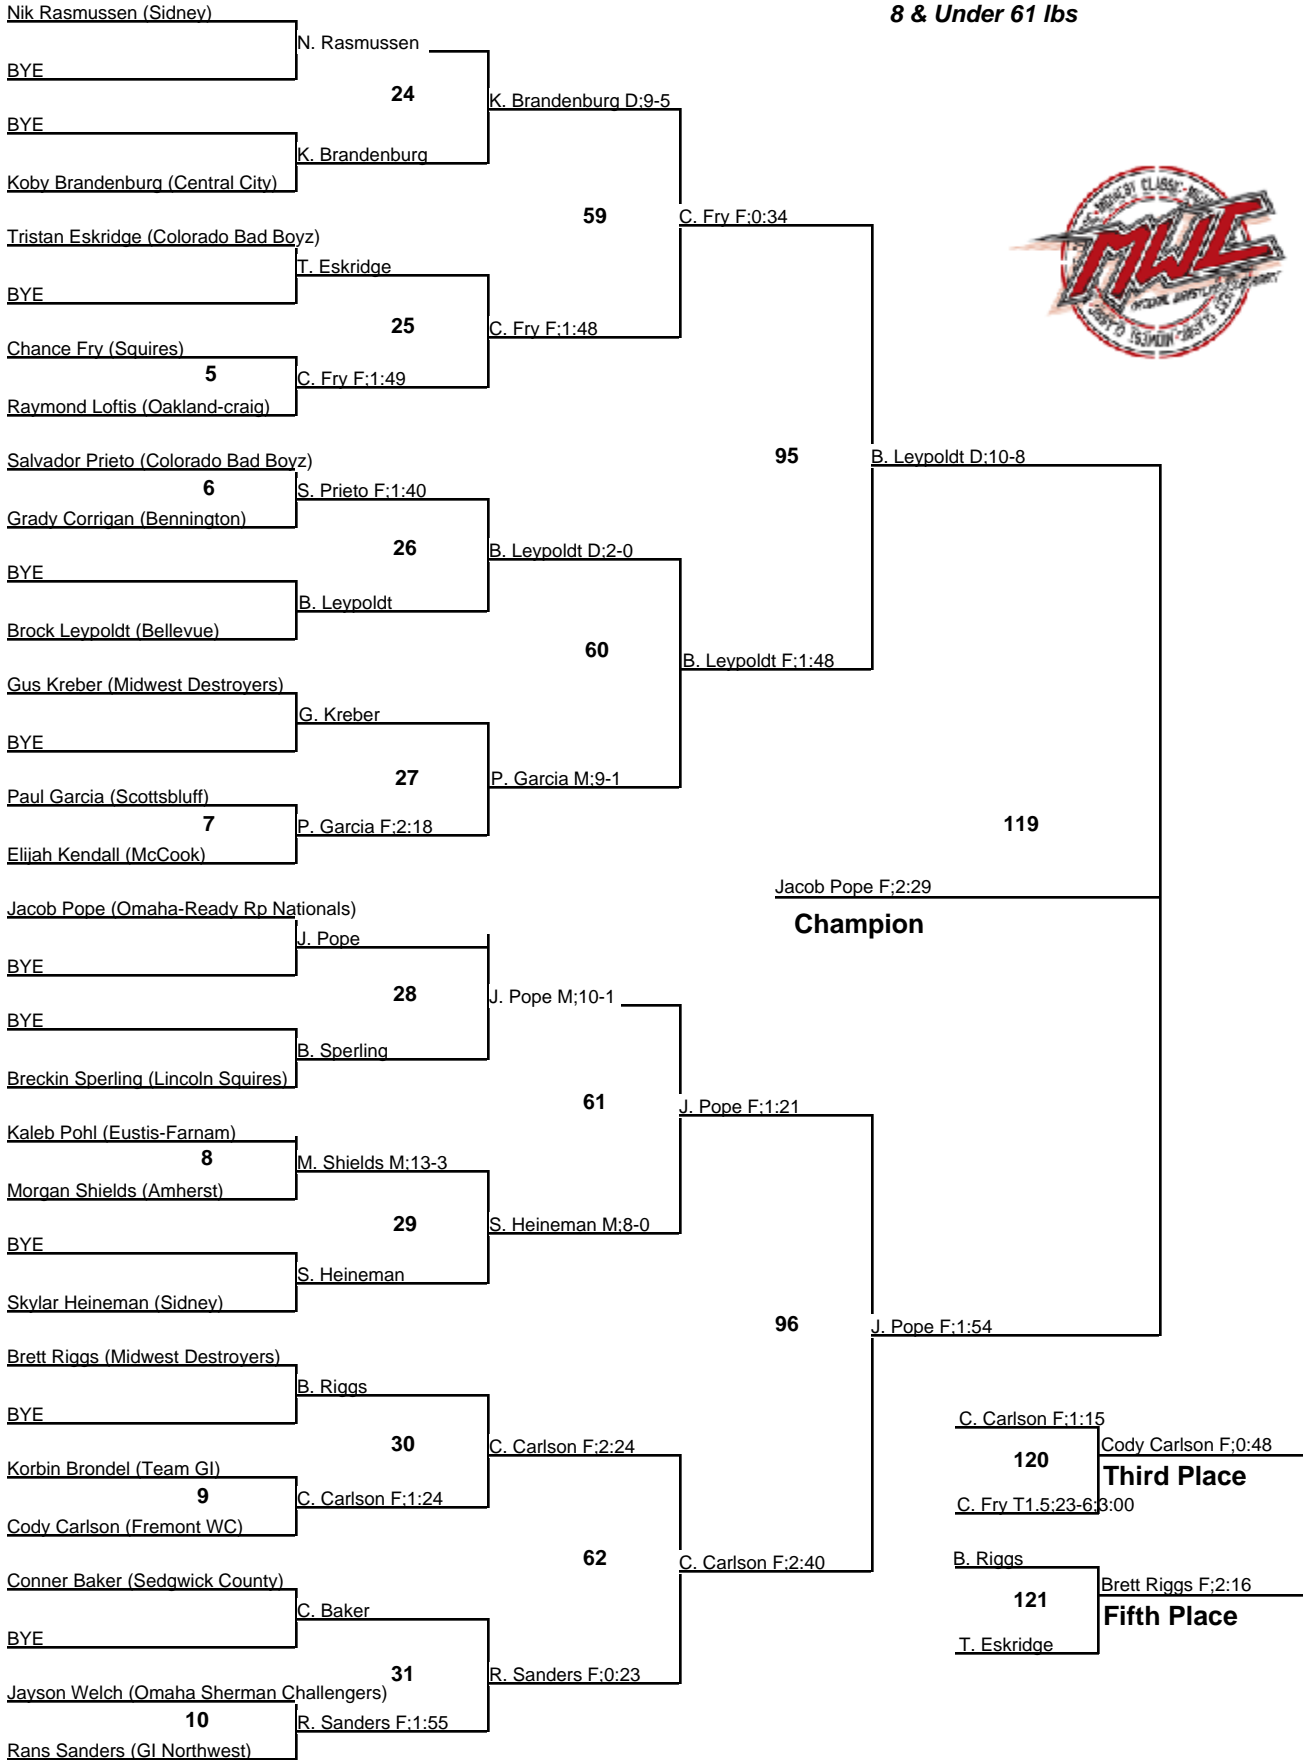 8 & Under 61 lbs
Nik Rasmussen (Sidney)
N. Rasmussen
BYE
24
K. Brandenburg D;9-5
BYE
K. Brandenburg
Koby Brandenburg (Central City)
59
C. Fry F;0:34
Tristan Eskridge (Colorado Bad Boyz)
T. Eskridge
BYE
25
C. Fry F;1:48
Chance Fry (Squires)
5
C. Fry F;1:49
Raymond Loftis (Oakland-craig)
MWC
95
B. Leypoldt D;10-8
Salvador Prieto (Colorado Bad Boyz)
6
S. Prieto F;1:40
Grady Corrigan (Bennington)
26
B. Leypoldt D;2-0
BYE
B. Leypoldt
Brock Leypoldt (Bellevue)
60
B. Leypoldt F;1:48
Gus Kreber (Midwest Destroyers)
G. Kreber
BYE
27
P. Garcia M;9-1
Paul Garcia (Scottsbluff)
7
P. Garcia F;2:18
Elijah Kendall (McCook)
119
Jacob Pope F;2:29
Champion
Jacob Pope (Omaha-Ready Rp Nationals)
J. Pope
BYE
28
J. Pope M;10-1
BYE
B. Sperling
Breckin Sperling (Lincoln Squires)
61
J. Pope F;1:21
Kaleb Pohl (Eustis-Farnam)
8
M. Shields M;13-3
Morgan Shields (Amherst)
29
S. Heineman M;8-0
BYE
S. Heineman
Skylar Heineman (Sidney)
96
J. Pope F;1:54
Brett Riggs (Midwest Destroyers)
B. Riggs
BYE
30
C. Carlson F;2:24
Korbin Brondel (Team GI)
9
C. Carlson F;1:24
Cody Carlson (Fremont WC)
62
C. Carlson F;2:40
Conner Baker (Sedgwick County)
C. Baker
BYE
31
R. Sanders F;0:23
Jayson Welch (Omaha Sherman Challengers)
10
R. Sanders F;1:55
Rans Sanders (GI Northwest)
C. Carlson F;1:15
120
Cody Carlson F;0:48
Third Place
C. Fry T1.5;23-6;3:00
B. Riggs
121
Brett Riggs F;2:16
Fifth Place
T. Eskridge